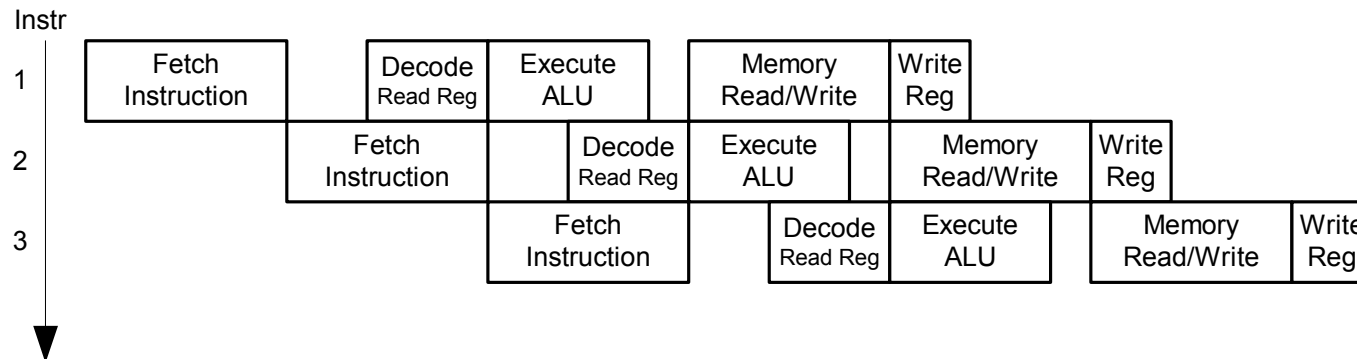 Instr
1
Fetch
Instruction
Decode
Read Reg
Execute
ALU
Memory
Read/Write
Write
Reg
2
Fetch
Instruction
Decode
Read Reg
Execute
ALU
Memory
Read/Write
Write
Reg
3
Fetch
Instruction
Decode
Read Reg
Execute
ALU
Memory
Read/Write
Write
Reg